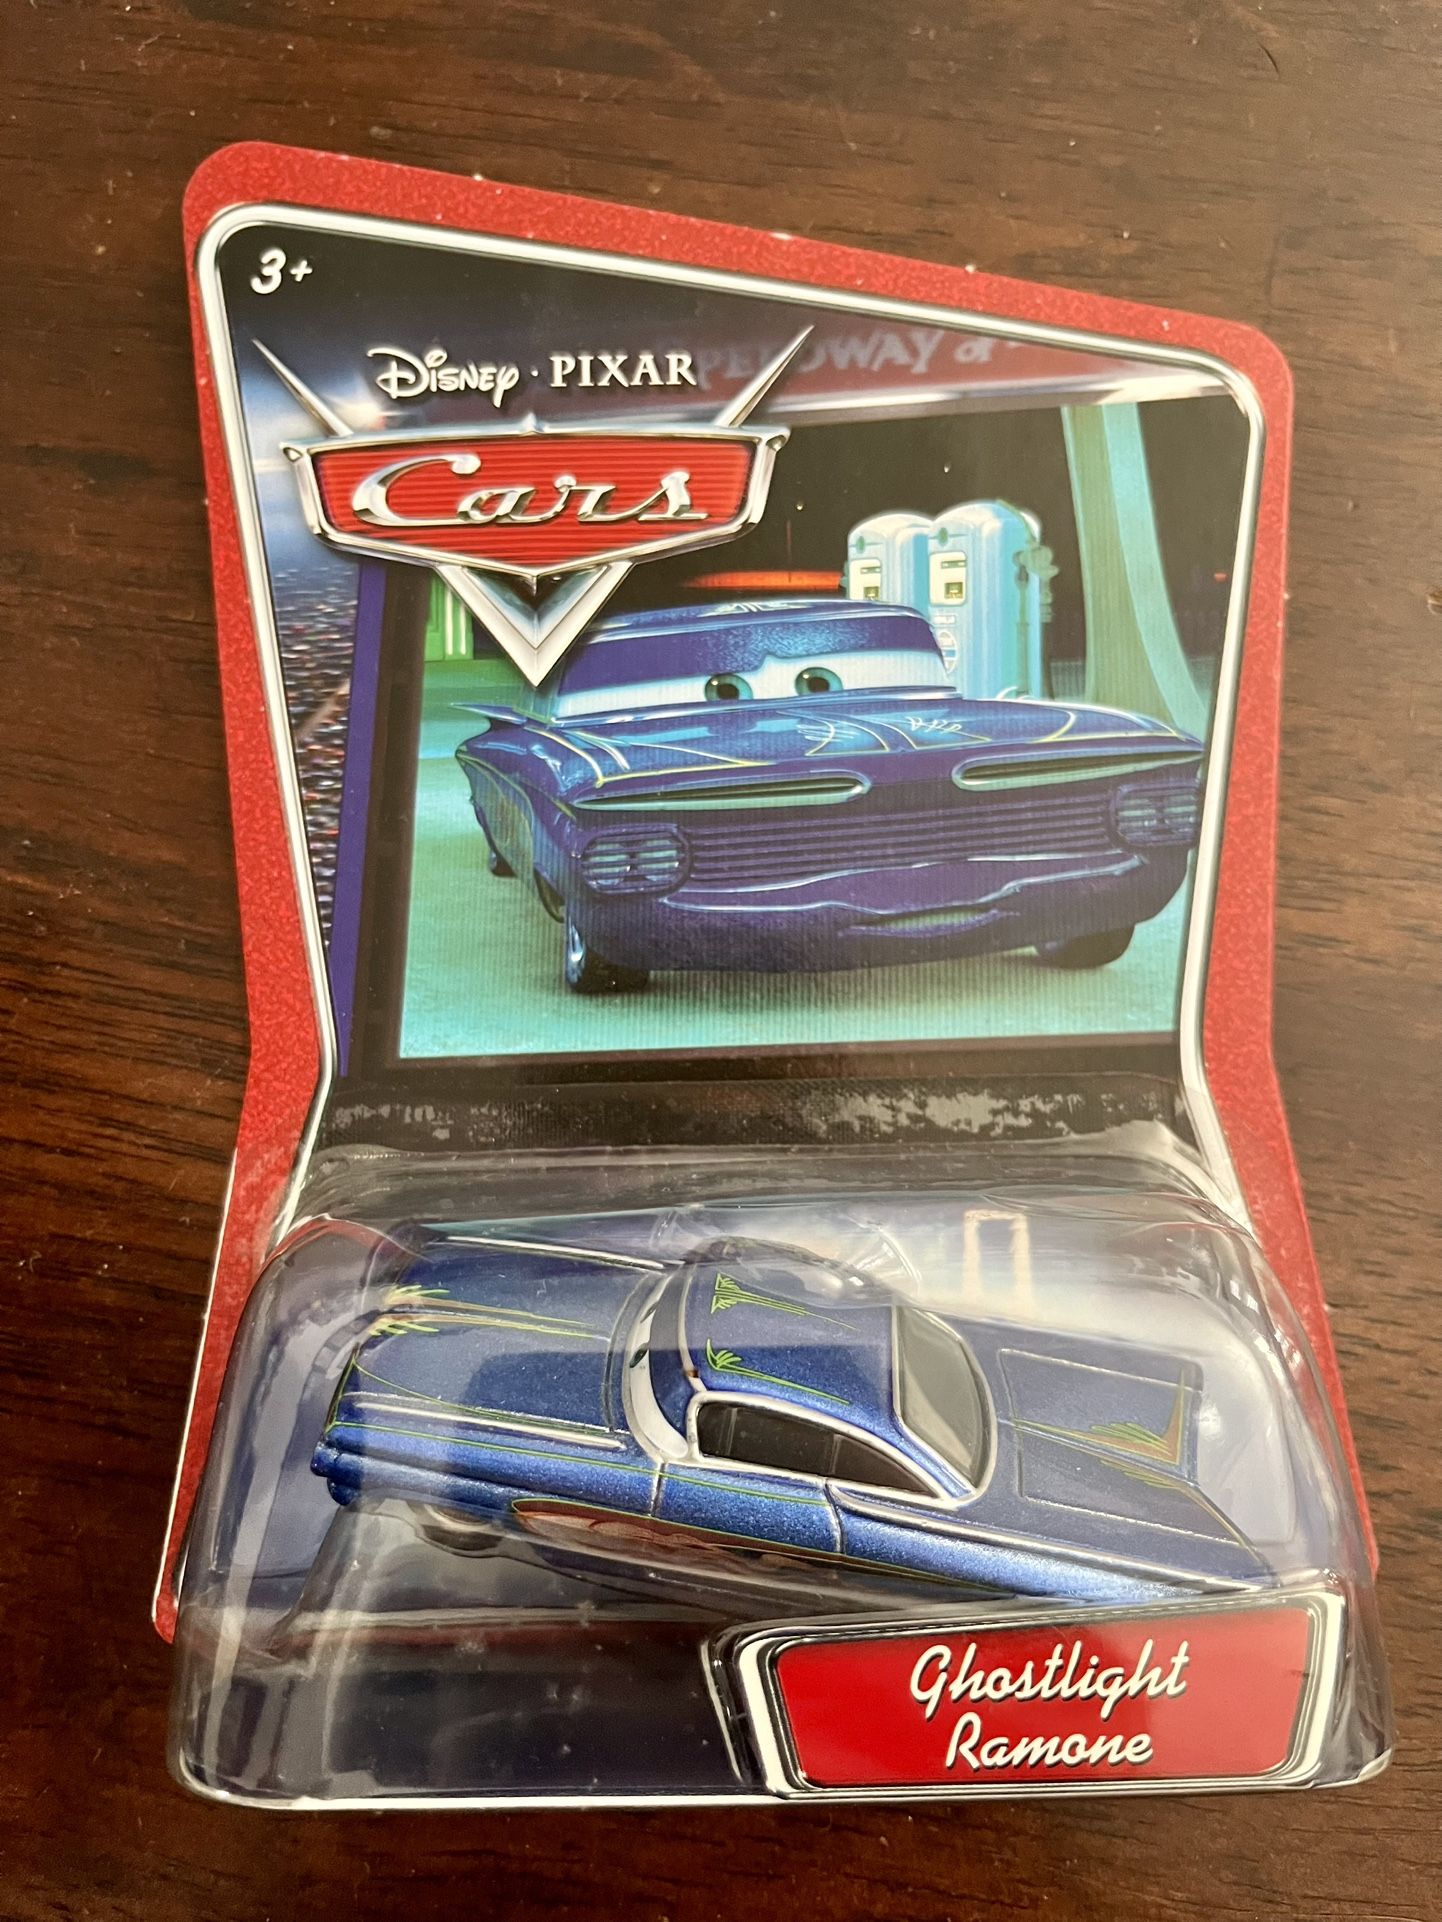 3+
Disney · PIXAR
Cars
Ghostlight
Ramone